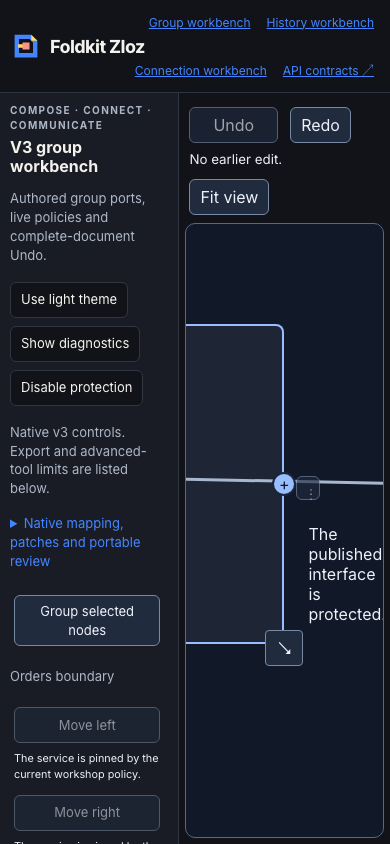 Group workbench
History workbench
Foldkit Zloz
Connection workbench
API contracts ↗
COMPOSE · CONNECT ·
COMMUNICATE
V3 group
workbench
Authored group ports,
live policies and
complete-document
Undo.
Use light theme
Show diagnostics
Disable protection
Native v3 controls.
Export and advanced-
tool limits are listed
below.
▶ Native mapping,
patches and portable
review
Group selected
nodes
Orders boundary
Move left
The service is pinned by the
current workshop policy.
Move right
Undo
Redo
No earlier edit.
Fit view
+
⋮
The
published
interface
is
protected.
↘